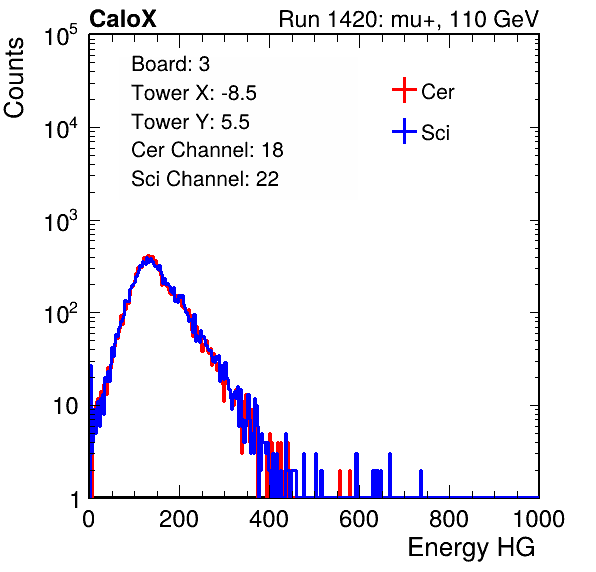 CaloX Run 1420: mu+, 110 GeV
Counts
Board: 3
Tower X: -8.5
Tower Y: 5.5
Cer Channel: 18
Sci Channel: 22
Cer
Sci
10^5
10^4
10^3
10^2
10
1
0 200 400 600 800 1000
Energy HG